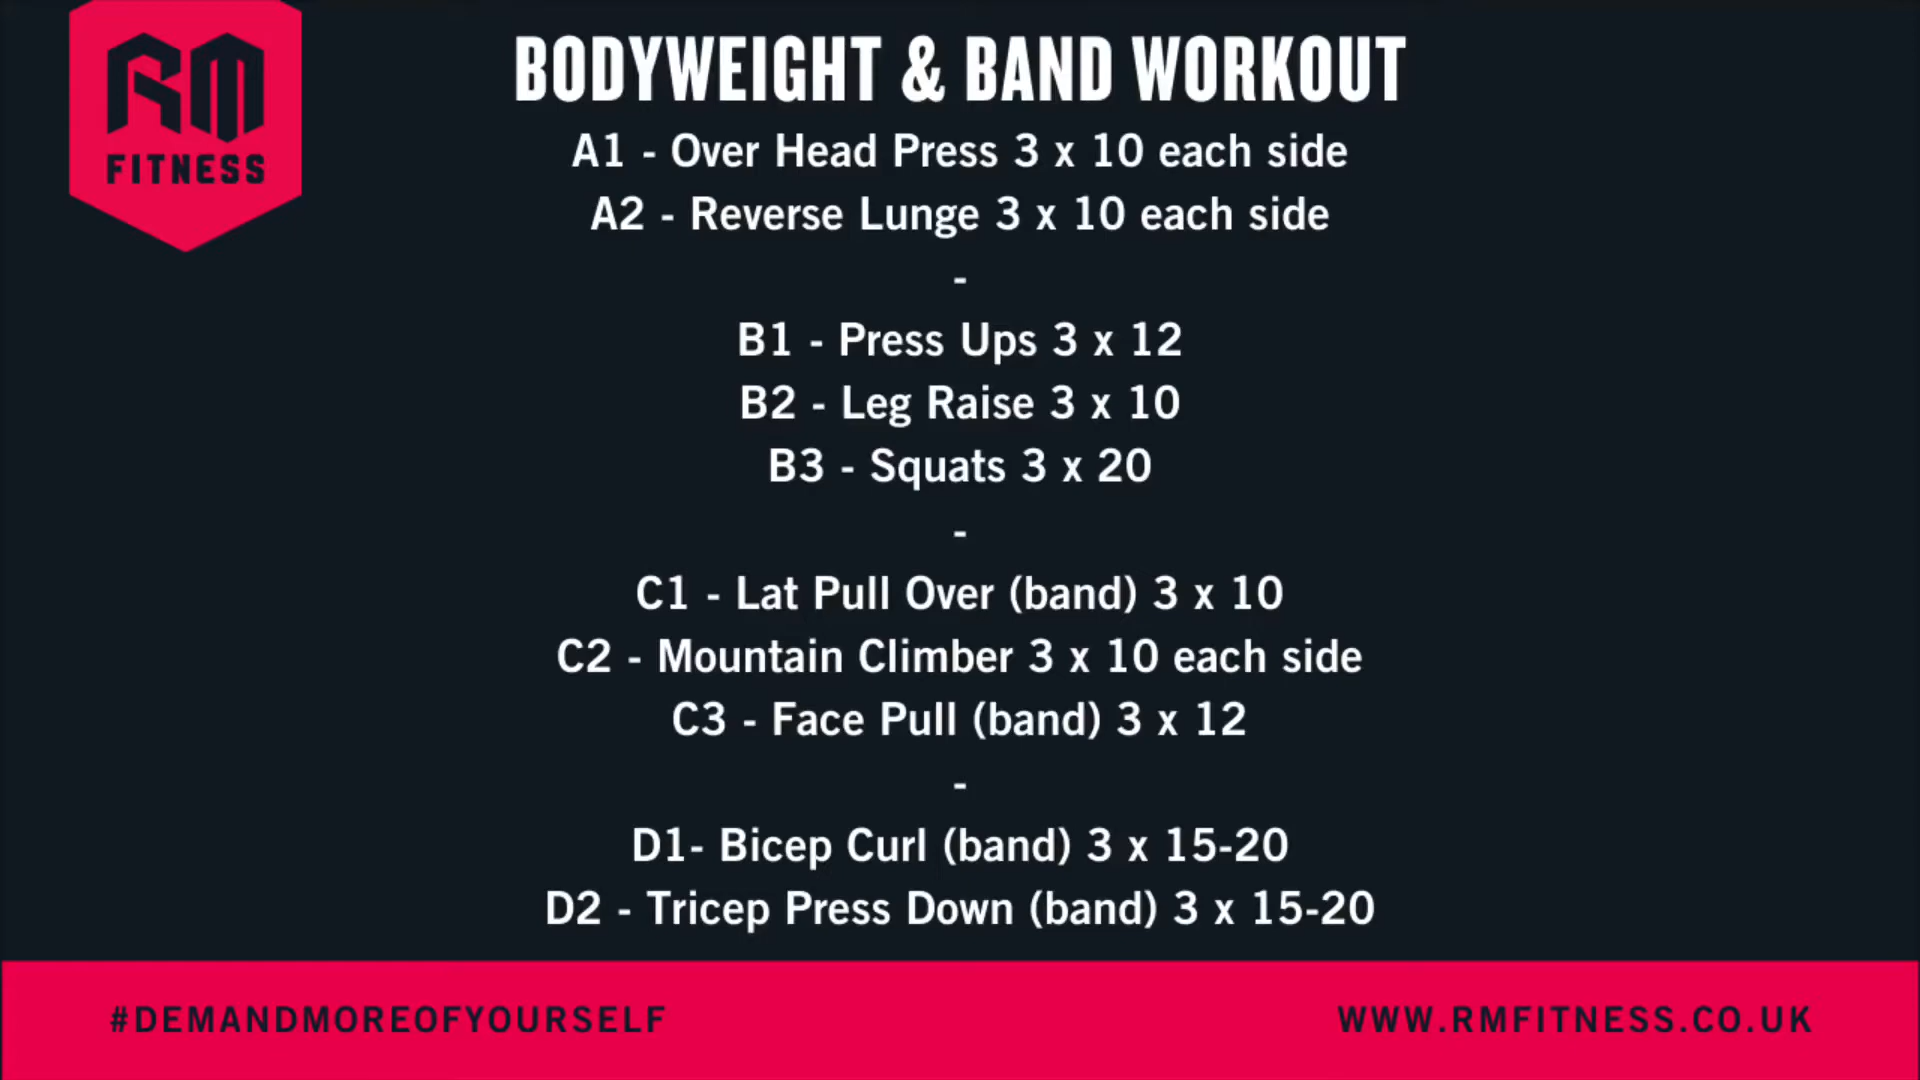 RM
FITNESS
BODYWEIGHT & BAND WORKOUT
A1 - Over Head Press 3 x 10 each side
A2 - Reverse Lunge 3 x 10 each side
-
B1 - Press Ups 3 x 12
B2 - Leg Raise 3 x 10
B3 - Squats 3 x 20
-
C1 - Lat Pull Over (band) 3 x 10
C2 - Mountain Climber 3 x 10 each side
C3 - Face Pull (band) 3 x 12
-
D1- Bicep Curl (band) 3 x 15-20
D2 - Tricep Press Down (band) 3 x 15-20
#DEMANDMOREOFYOURSELF
WWW.RMFITNESS.CO.UK